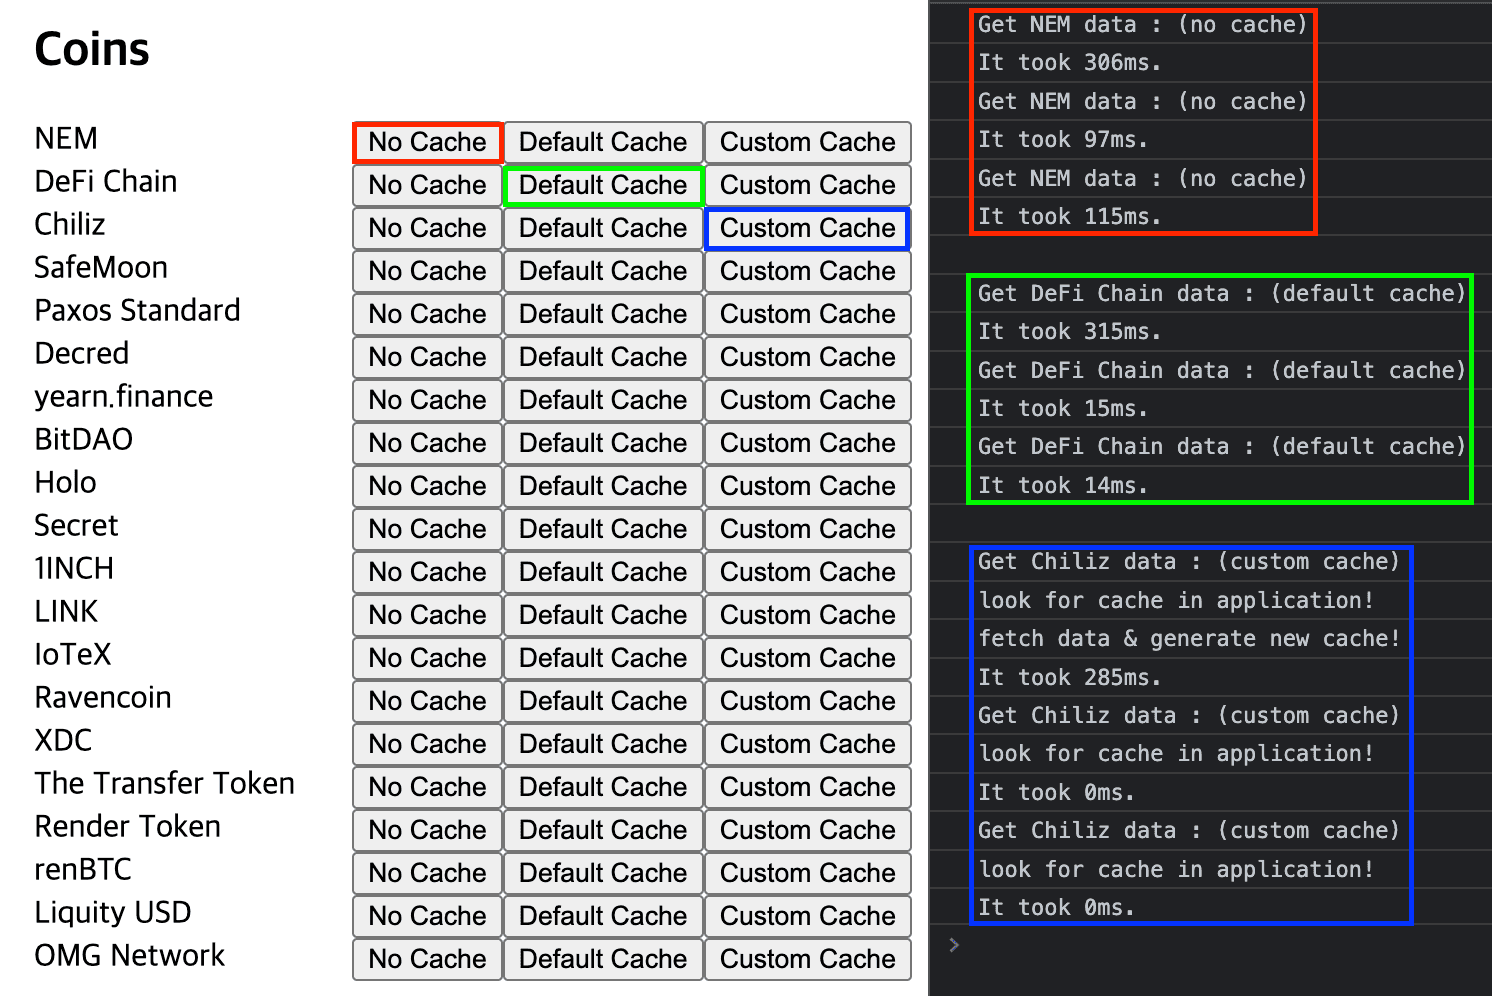 Coins
NEM No Cache Default Cache Custom Cache
DeFi Chain No Cache Default Cache Custom Cache
Chiliz No Cache Default Cache Custom Cache
SafeMoon No Cache Default Cache Custom Cache
Paxos Standard No Cache Default Cache Custom Cache
Decred No Cache Default Cache Custom Cache
yearn.finance No Cache Default Cache Custom Cache
BitDAO No Cache Default Cache Custom Cache
Holo No Cache Default Cache Custom Cache
Secret No Cache Default Cache Custom Cache
1INCH No Cache Default Cache Custom Cache
LINK No Cache Default Cache Custom Cache
IoTeX No Cache Default Cache Custom Cache
Ravencoin No Cache Default Cache Custom Cache
XDC No Cache Default Cache Custom Cache
The Transfer Token No Cache Default Cache Custom Cache
Render Token No Cache Default Cache Custom Cache
renBTC No Cache Default Cache Custom Cache
Liquity USD No Cache Default Cache Custom Cache
OMG Network No Cache Default Cache Custom Cache
Get NEM data : (no cache)
It took 306ms.
Get NEM data : (no cache)
It took 97ms.
Get NEM data : (no cache)
It took 115ms.
Get DeFi Chain data : (default cache)
It took 315ms.
Get DeFi Chain data : (default cache)
It took 15ms.
Get DeFi Chain data : (default cache)
It took 14ms.
Get Chiliz data : (custom cache)
look for cache in application!
fetch data & generate new cache!
It took 285ms.
Get Chiliz data : (custom cache)
look for cache in application!
It took 0ms.
Get Chiliz data : (custom cache)
look for cache in application!
It took 0ms.
>